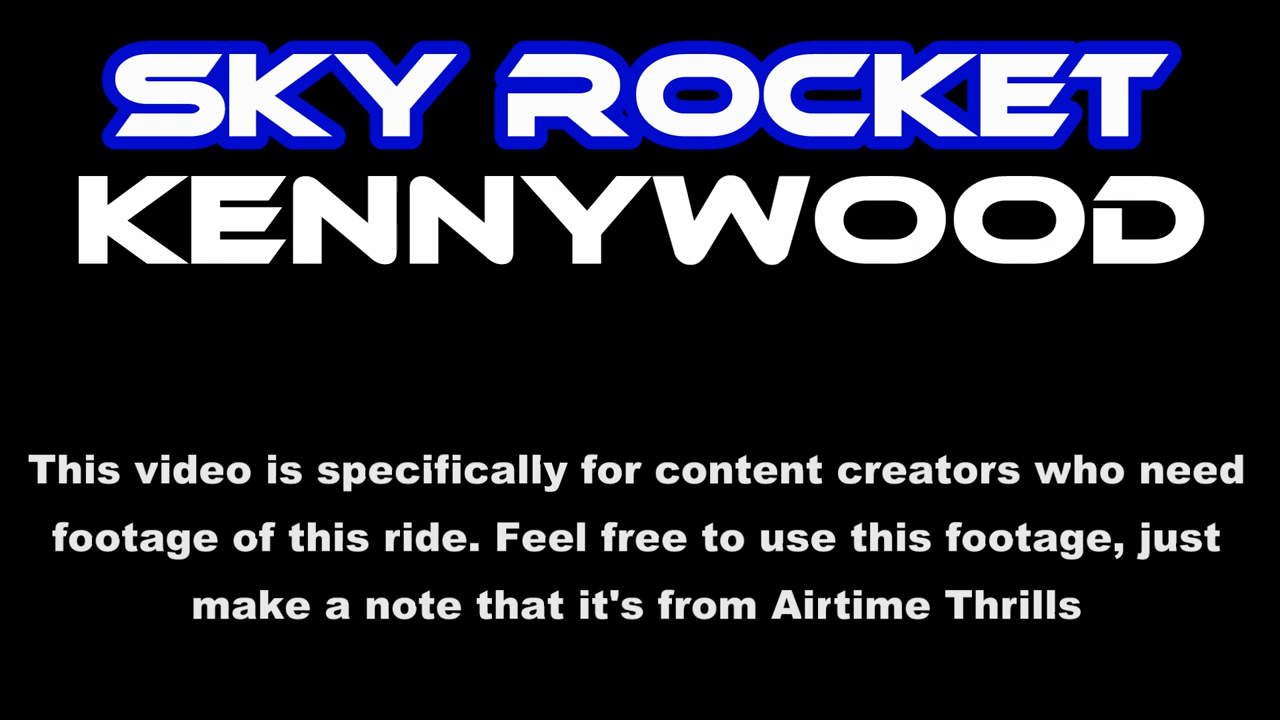 SKY ROCKET
KENNYWOOD
This video is specifically for content creators who need
footage of this ride. Feel free to use this footage, just
make a note that it's from Airtime Thrills